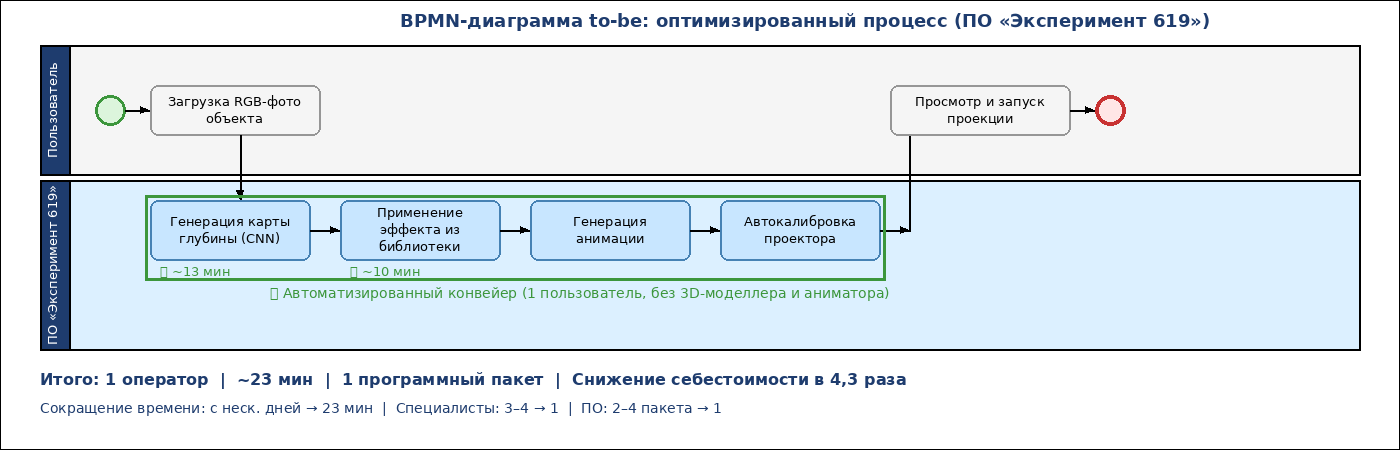 BPMN-диаграмма to-be: оптимизированный процесс (ПО «Эксперимент 619»)
Пользователь
Загрузка RGB-фото
объекта
Просмотр и запуск
проекции
ПО «Эксперимент 619»
Генерация карты
глубины (CNN)
Применение
эффекта из
библиотеки
Генерация
анимации
Автокалибровка
проектора
~13 мин
~10 мин
Автоматизированный конвейер (1 пользователь, без 3D-моделлера и аниматора)
Итого: 1 оператор | ~23 мин | 1 программный пакет | Снижение себестоимости в 4,3 раза
Сокращение времени: с неск. дней → 23 мин | Специалисты: 3–4 → 1 | ПО: 2–4 пакета → 1